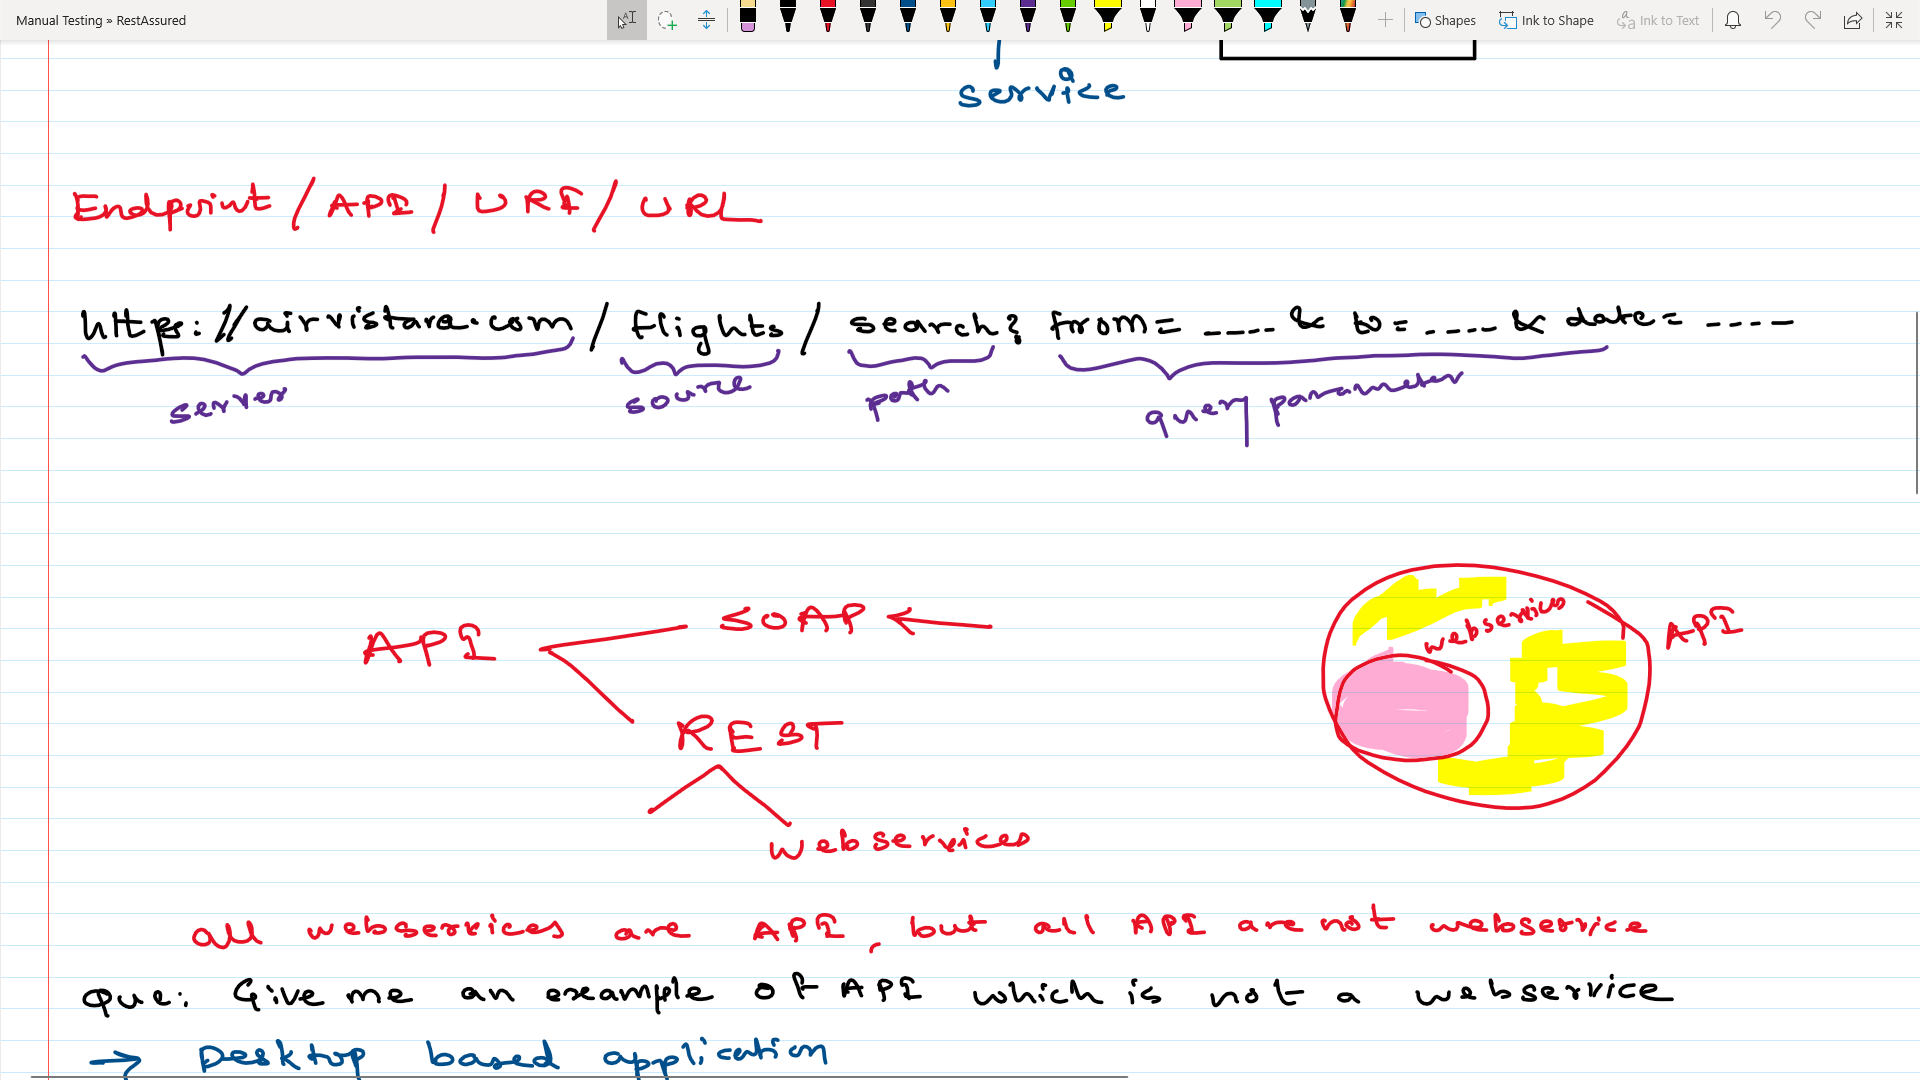 Manual Testing » RestAssured
Shapes Ink to Shape Ink to Text
service
Endpoint / API / URI / URL
https://airvistara.com / flights / search? from= ---- & to= ---- & date= ----
server source path query parameter
SOAP
API
webservice
API
REST
webservices
all webservices are API, but all API are not webservice
Que: Give me an example of API which is not a webservice
→ Desktop based application